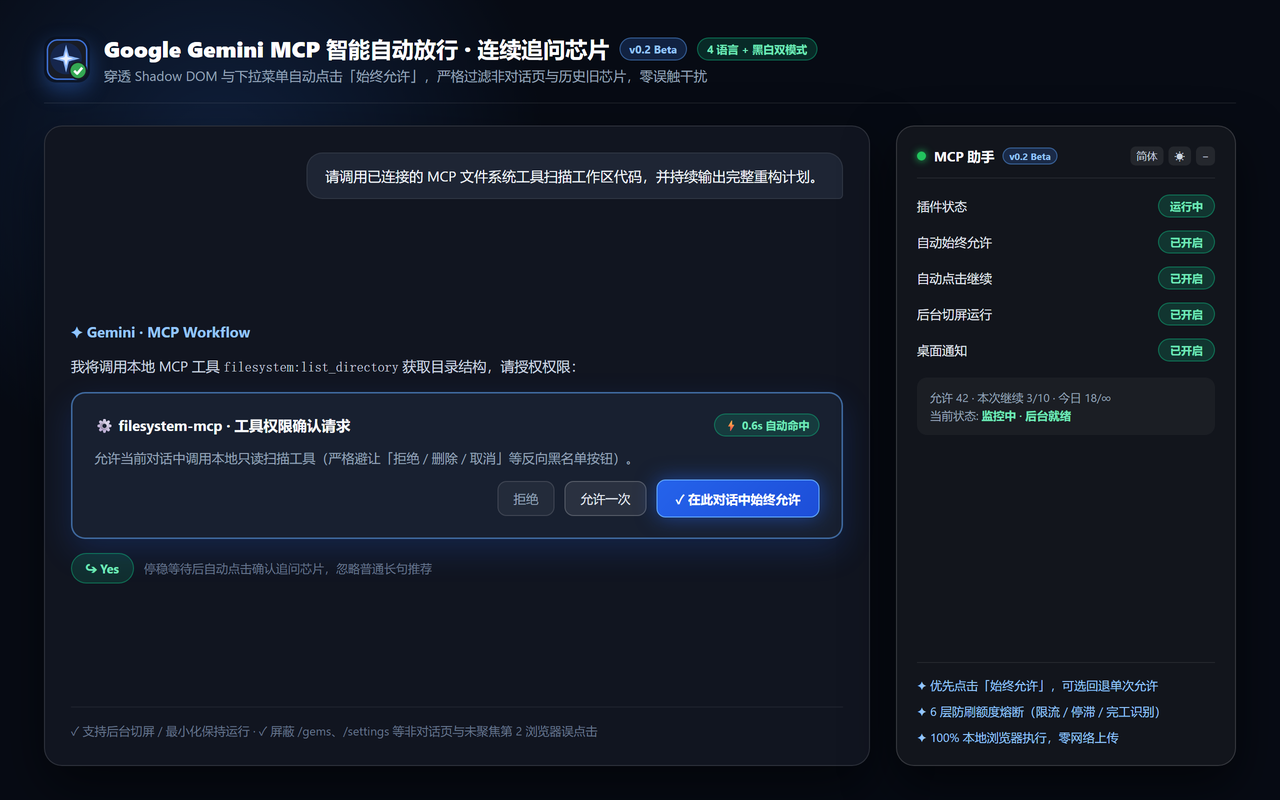 Google Gemini MCP 智能自动放行 · 连续追问芯片 v0.2 Beta 4 语言 + 黑白双模式
穿透 Shadow DOM 与下拉菜单自动点击「始终允许」，严格过滤非对话页与历史旧芯片，零误触干扰
请调用已连接的 MCP 文件系统工具扫描工作区代码，并持续输出完整重构计划。
✦ Gemini · MCP Workflow
我将调用本地 MCP 工具 filesystem:list_directory 获取目录结构，请授权权限：
⚙ filesystem-mcp · 工具权限确认请求
⚡ 0.6s 自动命中
允许当前对话中调用本地只读扫描工具（严格避让「拒绝 / 删除 / 取消」等反向黑名单按钮）。
拒绝 允许一次 ✓ 在此对话中始终允许
↪ Yes 停稳等待后自动点击确认追问芯片，忽略普通长句推荐
✓ 支持后台切屏 / 最小化保持运行 · ✓ 屏蔽 /gems、/settings 等非对话页与未聚焦第 2 浏览器误点击
MCP 助手 v0.2 Beta 简体 ☀ −
插件状态 运行中
自动始终允许 已开启
自动点击继续 已开启
后台切屏运行 已开启
桌面通知 已开启
允许 42 · 本次继续 3/10 · 今日 18/∞
当前状态: 监控中 · 后台就绪
✦ 优先点击「始终允许」，可选回退单次允许
✦ 6 层防刷额度熔断（限流 / 停滞 / 完工识别）
✦ 100% 本地浏览器执行，零网络上传